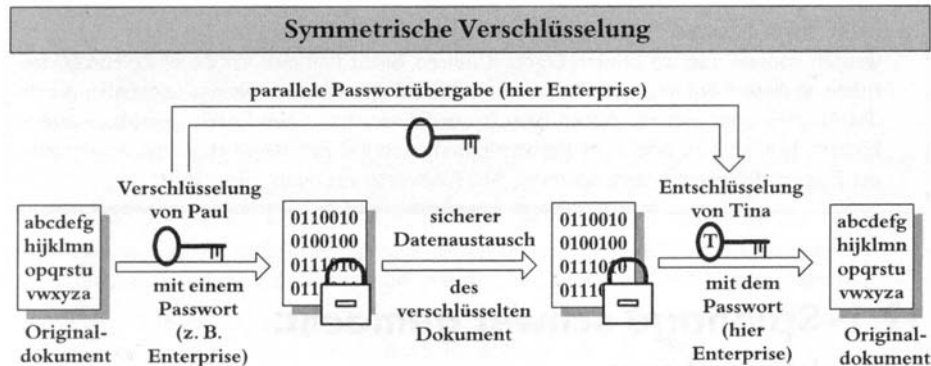 Symmetrische Verschlüsselung
parallele Passwortübergabe (hier Enterprise)
Verschlüsselung
von Paul
mit einem Passwort
(z. B.
Enterprise)
abcdefg
hijklmn
opqrstu
vwxyza
Original-
dokument
0110010
0100100
0111010
sicherer
Datenaustausch
des
verschlüsselten
Dokument
0110010
0100100
0111010
Entschlüsselung
von Tina
T
mit dem
Passwort
(hier
Enterprise)
abcdefg
hijklmn
opqrstu
vwxyza
Original-
dokument